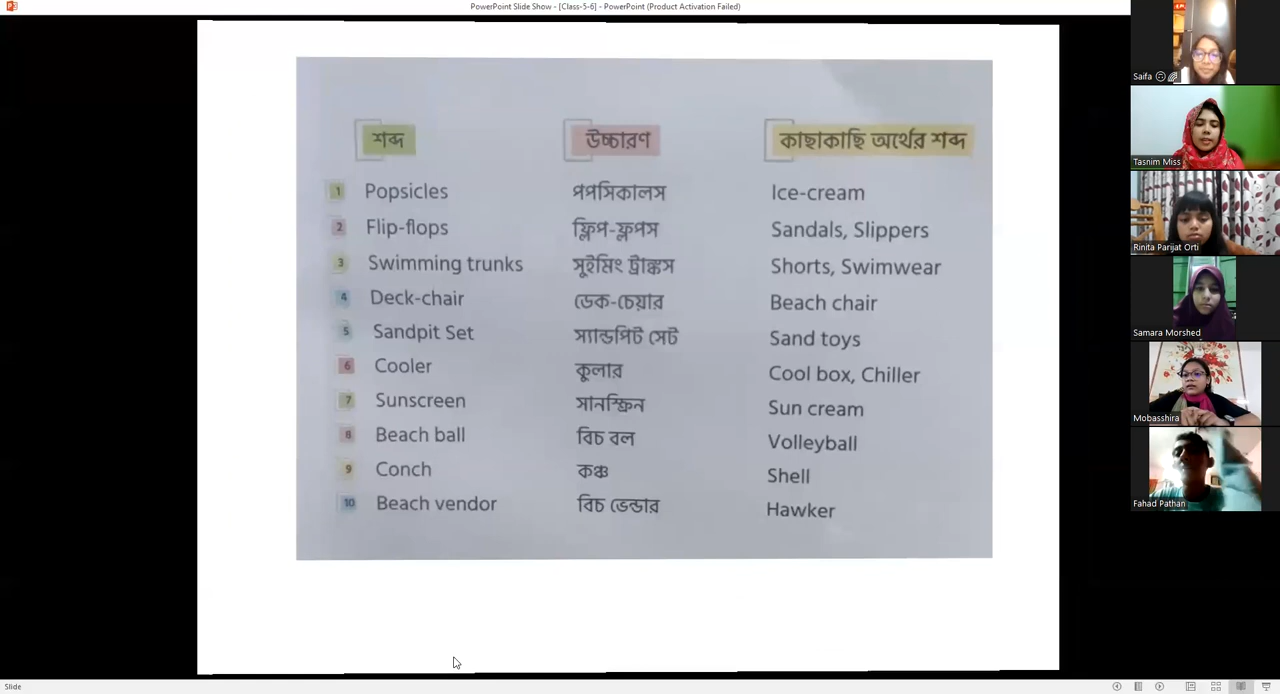 PowerPoint Slide Show - [Class-5-6] - PowerPoint (Product Activation Failed)
শব্দ উচ্চারণ কাছাকাছি অর্থের শব্দ
1 Popsicles পপসিকালস Ice-cream
2 Flip-flops ফ্লিপ-ফ্লপস Sandals, Slippers
3 Swimming trunks সুইমিং ট্রাঙ্কস Shorts, Swimwear
4 Deck-chair ডেক-চেয়ার Beach chair
5 Sandpit Set স্যান্ডপিট সেট Sand toys
6 Cooler কুলার Cool box, Chiller
7 Sunscreen সানস্ক্রিন Sun cream
8 Beach ball বিচ বল Volleyball
9 Conch কঞ্চ Shell
10 Beach vendor বিচ ভেন্ডার Hawker
Saifa
Tasnim Miss
Rinita Parijat Orti
Samara Morshed
Mobasshira
Fahad Pathan
Slide